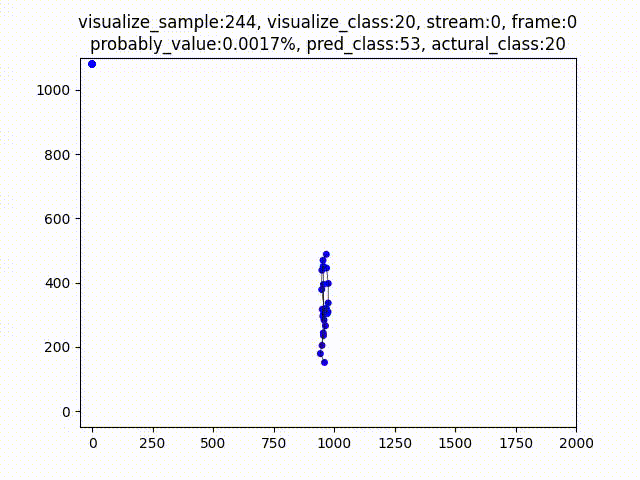 visualize_sample:244, visualize_class:20, stream:0, frame:0
probably_value:0.0017%, pred_class:53, actural_class:20
1000
800
600
400
200
0
0 250 500 750 1000 1250 1500 1750 2000